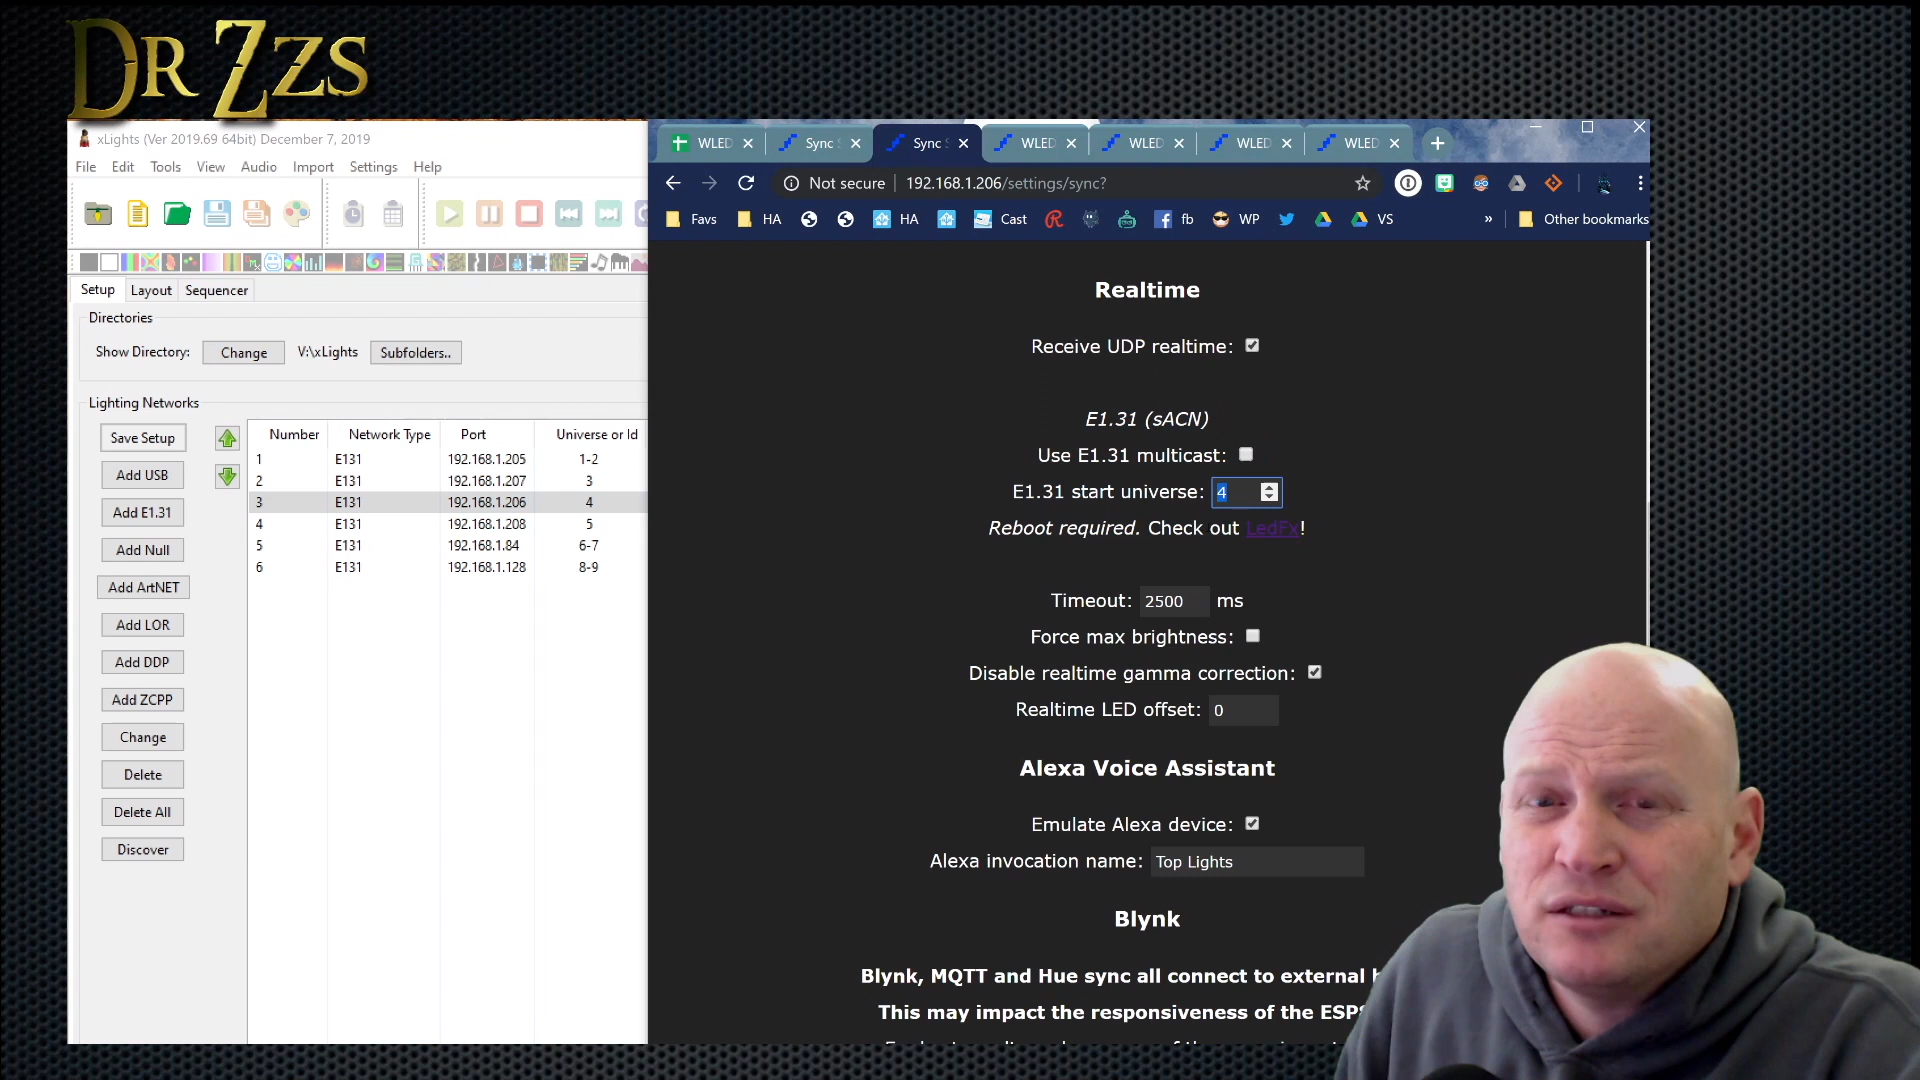 DR ZZS
xLights (Ver 2019.69 64bit) December 7, 2019
File Edit Tools View Audio Import Settings Help
Setup Layout Sequencer
Directories
Show Directory: Change V:\xLights Subfolders..
Lighting Networks
Save Setup
Add USB
Add E1.31
Add Null
Add ArtNET
Add LOR
Add DDP
Add ZCPP
Change
Delete
Delete All
Discover
Number Network Type Port Universe or Id
1 E131 192.168.1.205 1-2
2 E131 192.168.1.207 3
3 E131 192.168.1.206 4
4 E131 192.168.1.208 5
5 E131 192.168.1.84 6-7
6 E131 192.168.1.128 8-9
WLED Sync Sync WLED WLED WLED WLED
Not secure 192.168.1.206/settings/sync?
Favs HA HA Cast fb WP VS » Other bookmarks
Realtime
Receive UDP realtime:
E1.31 (sACN)
Use E1.31 multicast:
E1.31 start universe: 4
Reboot required. Check out LedFx!
Timeout: 2500 ms
Force max brightness:
Disable realtime gamma correction:
Realtime LED offset: 0
Alexa Voice Assistant
Emulate Alexa device:
Alexa invocation name: Top Lights
Blynk
Blynk, MQTT and Hue sync all connect to external
This may impact the responsiveness of the ESP